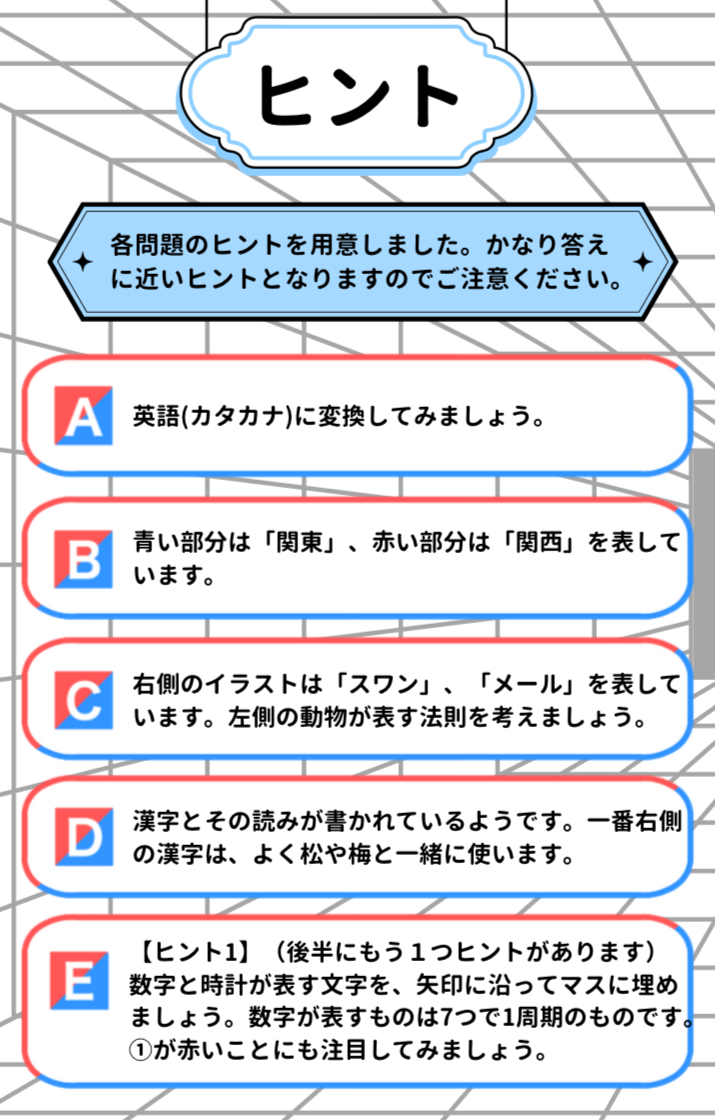 ヒント
各問題のヒントを用意しました。かなり答え
に近いヒントとなりますのでご注意ください。
A
英語(カタカナ)に変換してみましょう。
B
青い部分は「関東」、赤い部分は「関西」を表して
います。
C
右側のイラストは「スワン」、「メール」を表して
います。左側の動物が表す法則を考えましょう。
D
漢字とその読みが書かれているようです。一番右側
の漢字は、よく松や梅と一緒に使います。
E
【ヒント1】（後半にもう１つヒントがあります）
数字と時計が表す文字を、矢印に沿ってマスに埋め
ましょう。数字が表すものは7つで1周期のものです。
①が赤いことにも注目してみましょう。